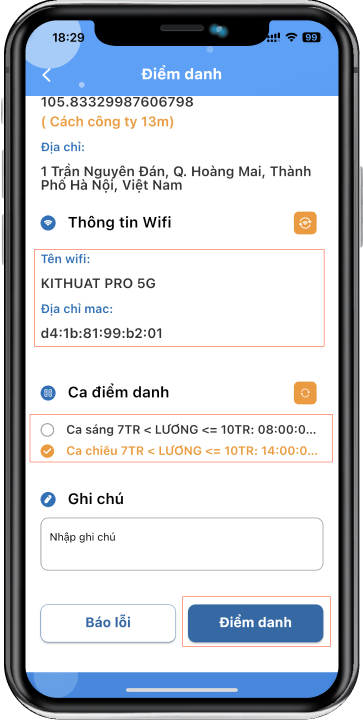 18:29
99
Điểm danh
105.83329987606798
( Cách công ty 13m)
Địa chỉ:
1 Trần Nguyên Đán, Q. Hoàng Mai, Thành
Phố Hà Nội, Việt Nam
Thông tin Wifi
Tên wifi:
KITHUAT PRO 5G
Địa chỉ mac:
d4:1b:81:99:b2:01
Ca điểm danh
Ca sáng 7TR < LƯƠNG <= 10TR: 08:00:0...
Ca chiều 7TR < LƯƠNG <= 10TR: 14:00:0...
Ghi chú
Nhập ghi chú
Báo lỗi
Điểm danh